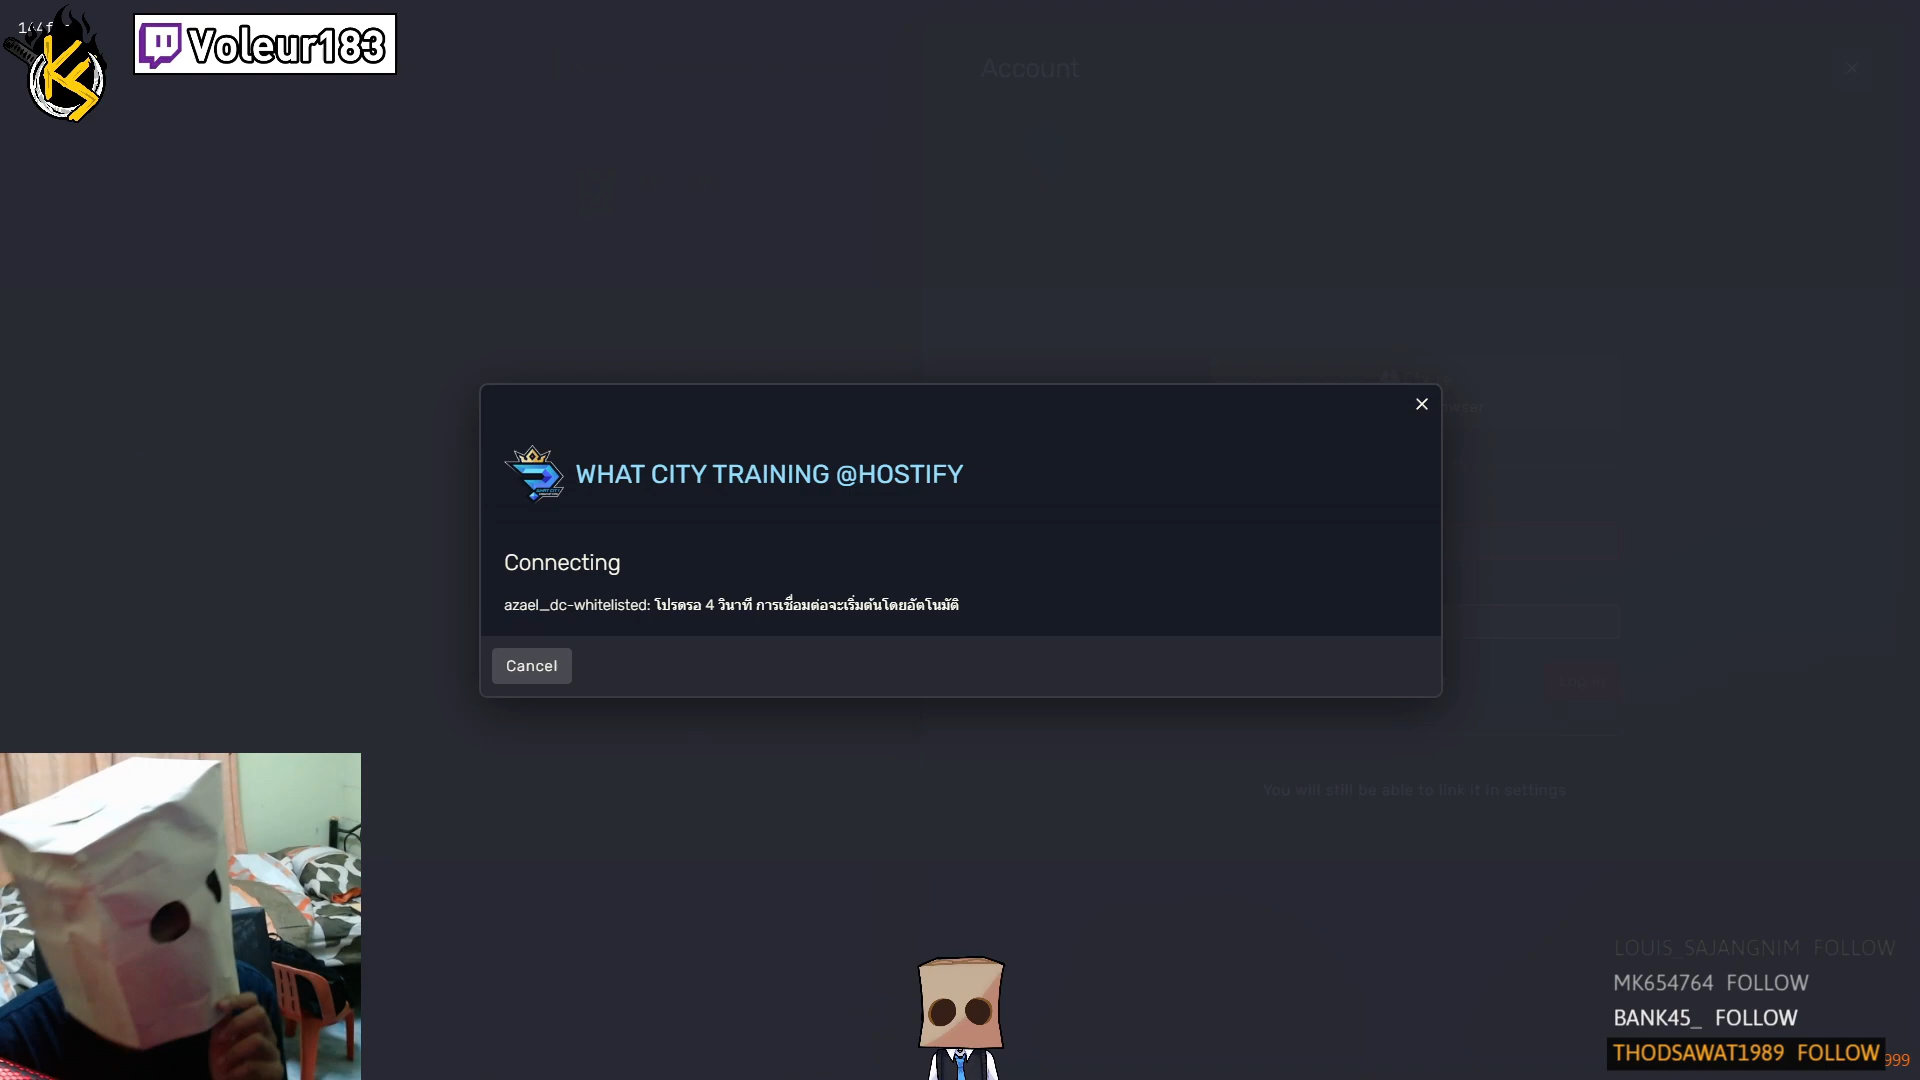 Voleur183
Account
WHAT CITY TRAINING @HOSTIFY
Connecting
azael_dc-whitelisted: โปรดรอ 4 วินาที การเชื่อมต่อจะเริ่มต้นโดยอัตโนมัติ
Cancel
You will still be able to link it in settings
LOUIS_SAJANGNIM FOLLOW
MK654764 FOLLOW
BANK45_ FOLLOW
THODSAWAT1989 FOLLOW
999